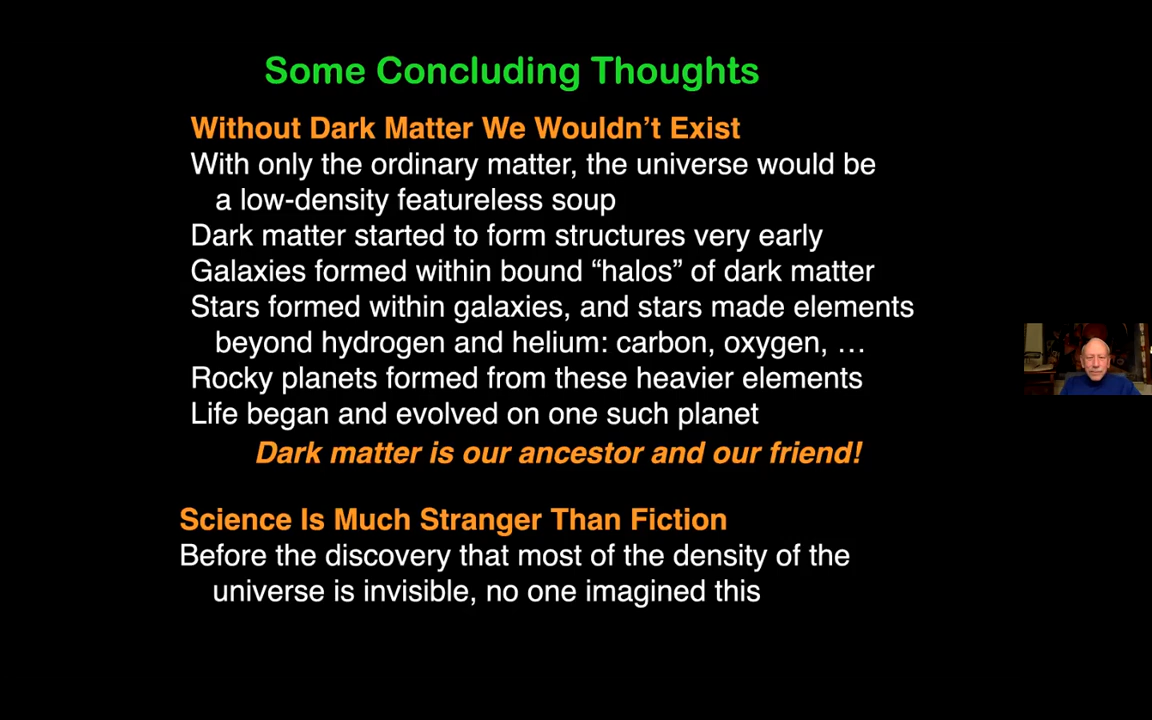 Some Concluding Thoughts
Without Dark Matter We Wouldn’t Exist
With only the ordinary matter, the universe would be
a low-density featureless soup
Dark matter started to form structures very early
Galaxies formed within bound “halos” of dark matter
Stars formed within galaxies, and stars made elements
beyond hydrogen and helium: carbon, oxygen, …
Rocky planets formed from these heavier elements
Life began and evolved on one such planet
Dark matter is our ancestor and our friend!
Science Is Much Stranger Than Fiction
Before the discovery that most of the density of the
universe is invisible, no one imagined this